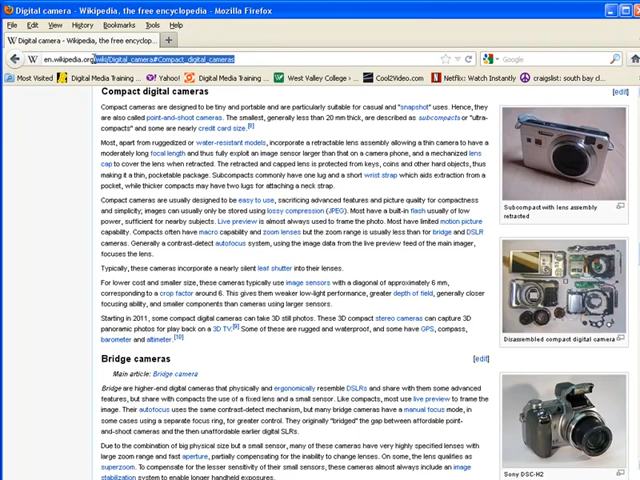 Digital camera - Wikipedia, the free encyclopedia - Mozilla Firefox
File Edit View History Bookmarks Tools Help
W Digital camera - Wikipedia, the free encyclop... +
W en.wikipedia.org/wiki/Digital_camera#Compact_digital_cameras Google
Most Visited Digital Media Training ... Yahoo! Digital Media Training ... West Valley College Cool2Video.com Netflix: Watch Instantly craigslist: south bay cl...
Compact digital cameras [edit]
Compact cameras are designed to be tiny and portable and are particularly suitable for casual and "snapshot" uses. Hence, they
are also called point-and-shoot cameras. The smallest, generally less than 20 mm thick, are described as subcompacts or "ultra-
compacts" and some are nearly credit card size.
Most, apart from ruggedized or water-resistant models, incorporate a retractable lens assembly allowing a thin camera to have a
moderately long focal length and thus fully exploit an image sensor larger than that on a camera phone, and a mechanized lens
cap to cover the lens when retracted. The retracted and capped lens is protected from keys, coins and other hard objects, thus
making it a thin, pocketable package. Subcompacts commonly have one lug and a short wrist strap which aids extraction from a
pocket, while thicker compacts may have two lugs for attaching a neck strap.
Subcompact with lens assembly
retracted
Compact cameras are usually designed to be easy to use, sacrificing advanced features and picture quality for compactness
and simplicity; images can usually only be stored using lossy compression (JPEG). Most have a built-in flash usually of low
power, sufficient for nearby subjects. Live preview is almost always used to frame the photo. Most have limited motion picture
capability. Compacts often have macro capability and zoom lenses but the zoom range is usually less than for bridge and DSLR
cameras. Generally a contrast-detect autofocus system, using the image data from the live preview feed of the main imager,
focuses the lens.
Typically, these cameras incorporate a nearly silent leaf shutter into their lenses.
For lower cost and smaller size, these cameras typically use image sensors with a diagonal of approximately 6 mm,
corresponding to a crop factor around 6. This gives them weaker low-light performance, greater depth of field, generally closer
focusing ability, and smaller components than cameras using larger sensors.
Starting in 2011, some compact digital cameras can take 3D still photos. These 3D compact stereo cameras can capture 3D
panoramic photos for play back on a 3D TV.[9] Some of these are rugged and waterproof, and some have GPS, compass,
barometer and altimeter.[10]
Disassembled compact digital camera
Bridge cameras [edit]
Main article: Bridge camera
Bridge are higher-end digital cameras that physically and ergonomically resemble DSLRs and share with them some advanced
features, but share with compacts the use of a fixed lens and a small sensor. Like compacts, most use live preview to frame the
image. Their autofocus uses the same contrast-detect mechanism, but many bridge cameras have a manual focus mode, in
some cases using a separate focus ring, for greater control. They originally "bridged" the gap between affordable point-
and-shoot cameras and the then unaffordable earlier digital SLRs.
Due to the combination of big physical size but a small sensor, many of these cameras have very highly specified lenses with
large zoom range and fast aperture, partially compensating for the inability to change lenses. On some, the lens qualifies as
superzoom. To compensate for the lesser sensitivity of their small sensors, these cameras almost always include an image
stabilization system to enable longer handheld exposures.
Sony DSC-H2